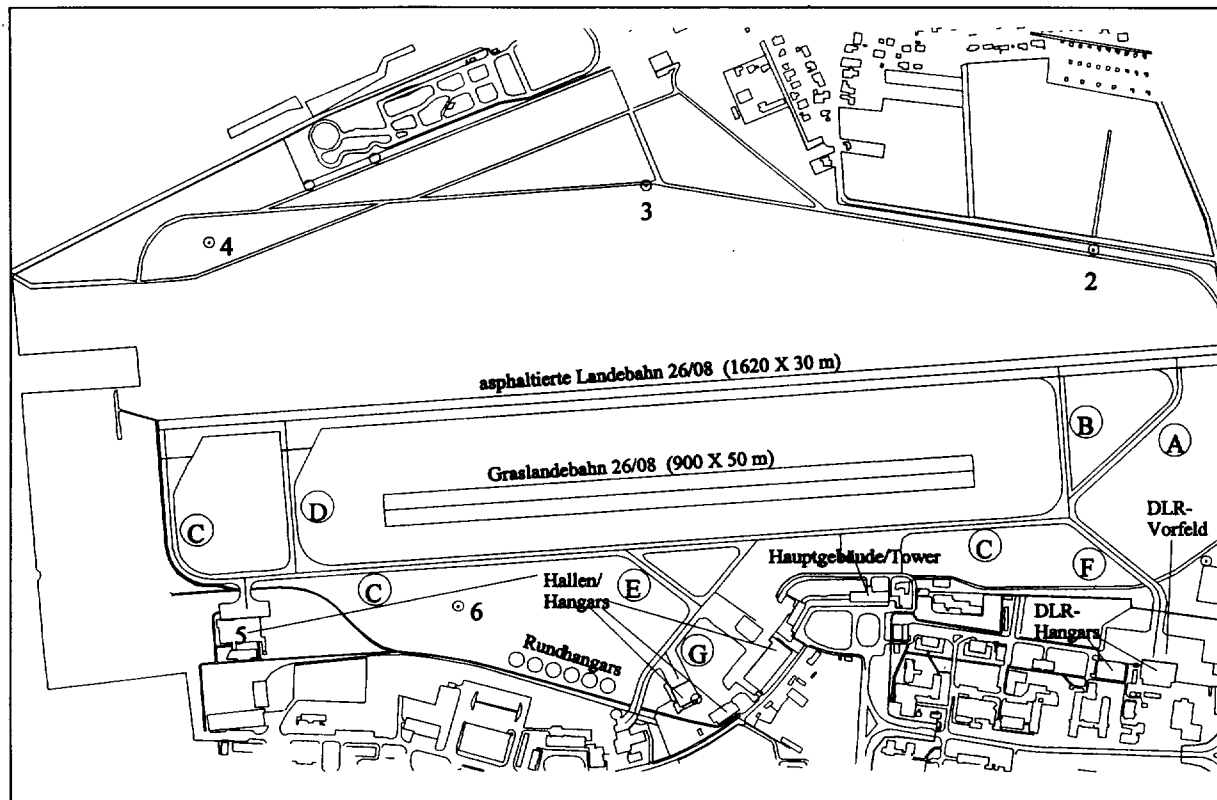 3
4
2
asphaltierte Landebahn 26/08 (1620 X 30 m)
B
A
Graslandebahn 26/08 (900 X 50 m)
D
C
DLR-
Vorfeld
C
Hauptgebäude/Tower
F
C
Hallen/
Hangars
E
6
5
DLR-
Hangars
Rundhangars
G